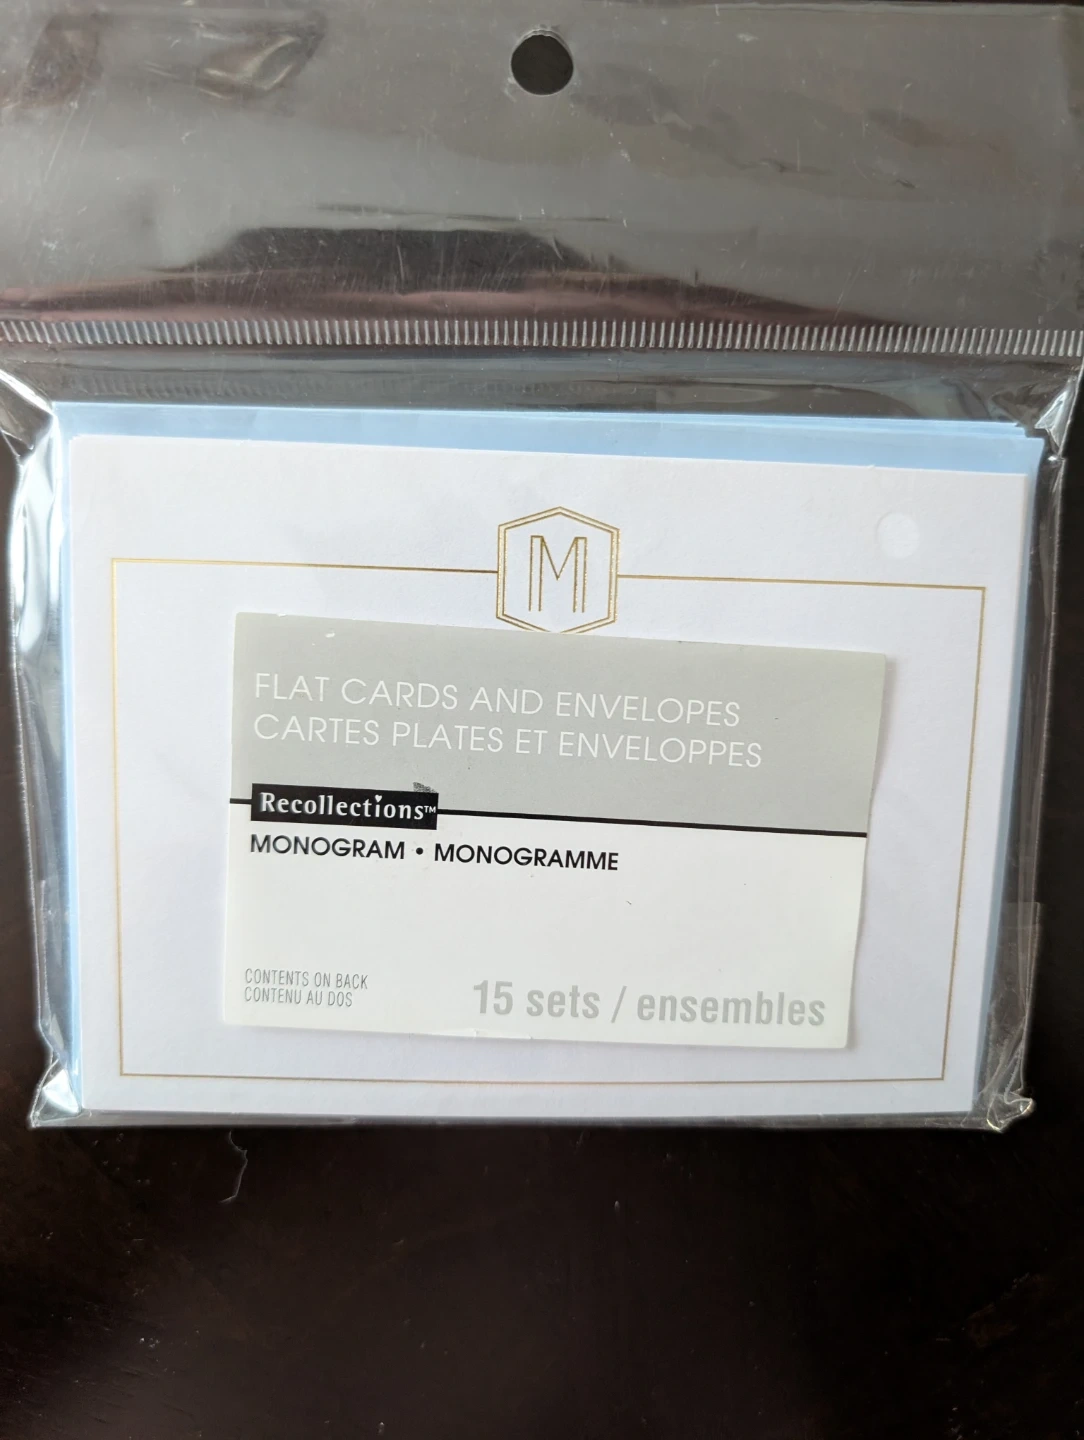 M
FLAT CARDS AND ENVELOPES
CARTES PLATES ET ENVELOPPES
Recollections™
MONOGRAM • MONOGRAMME
CONTENTS ON BACK
CONTENU AU DOS
15 sets / ensembles